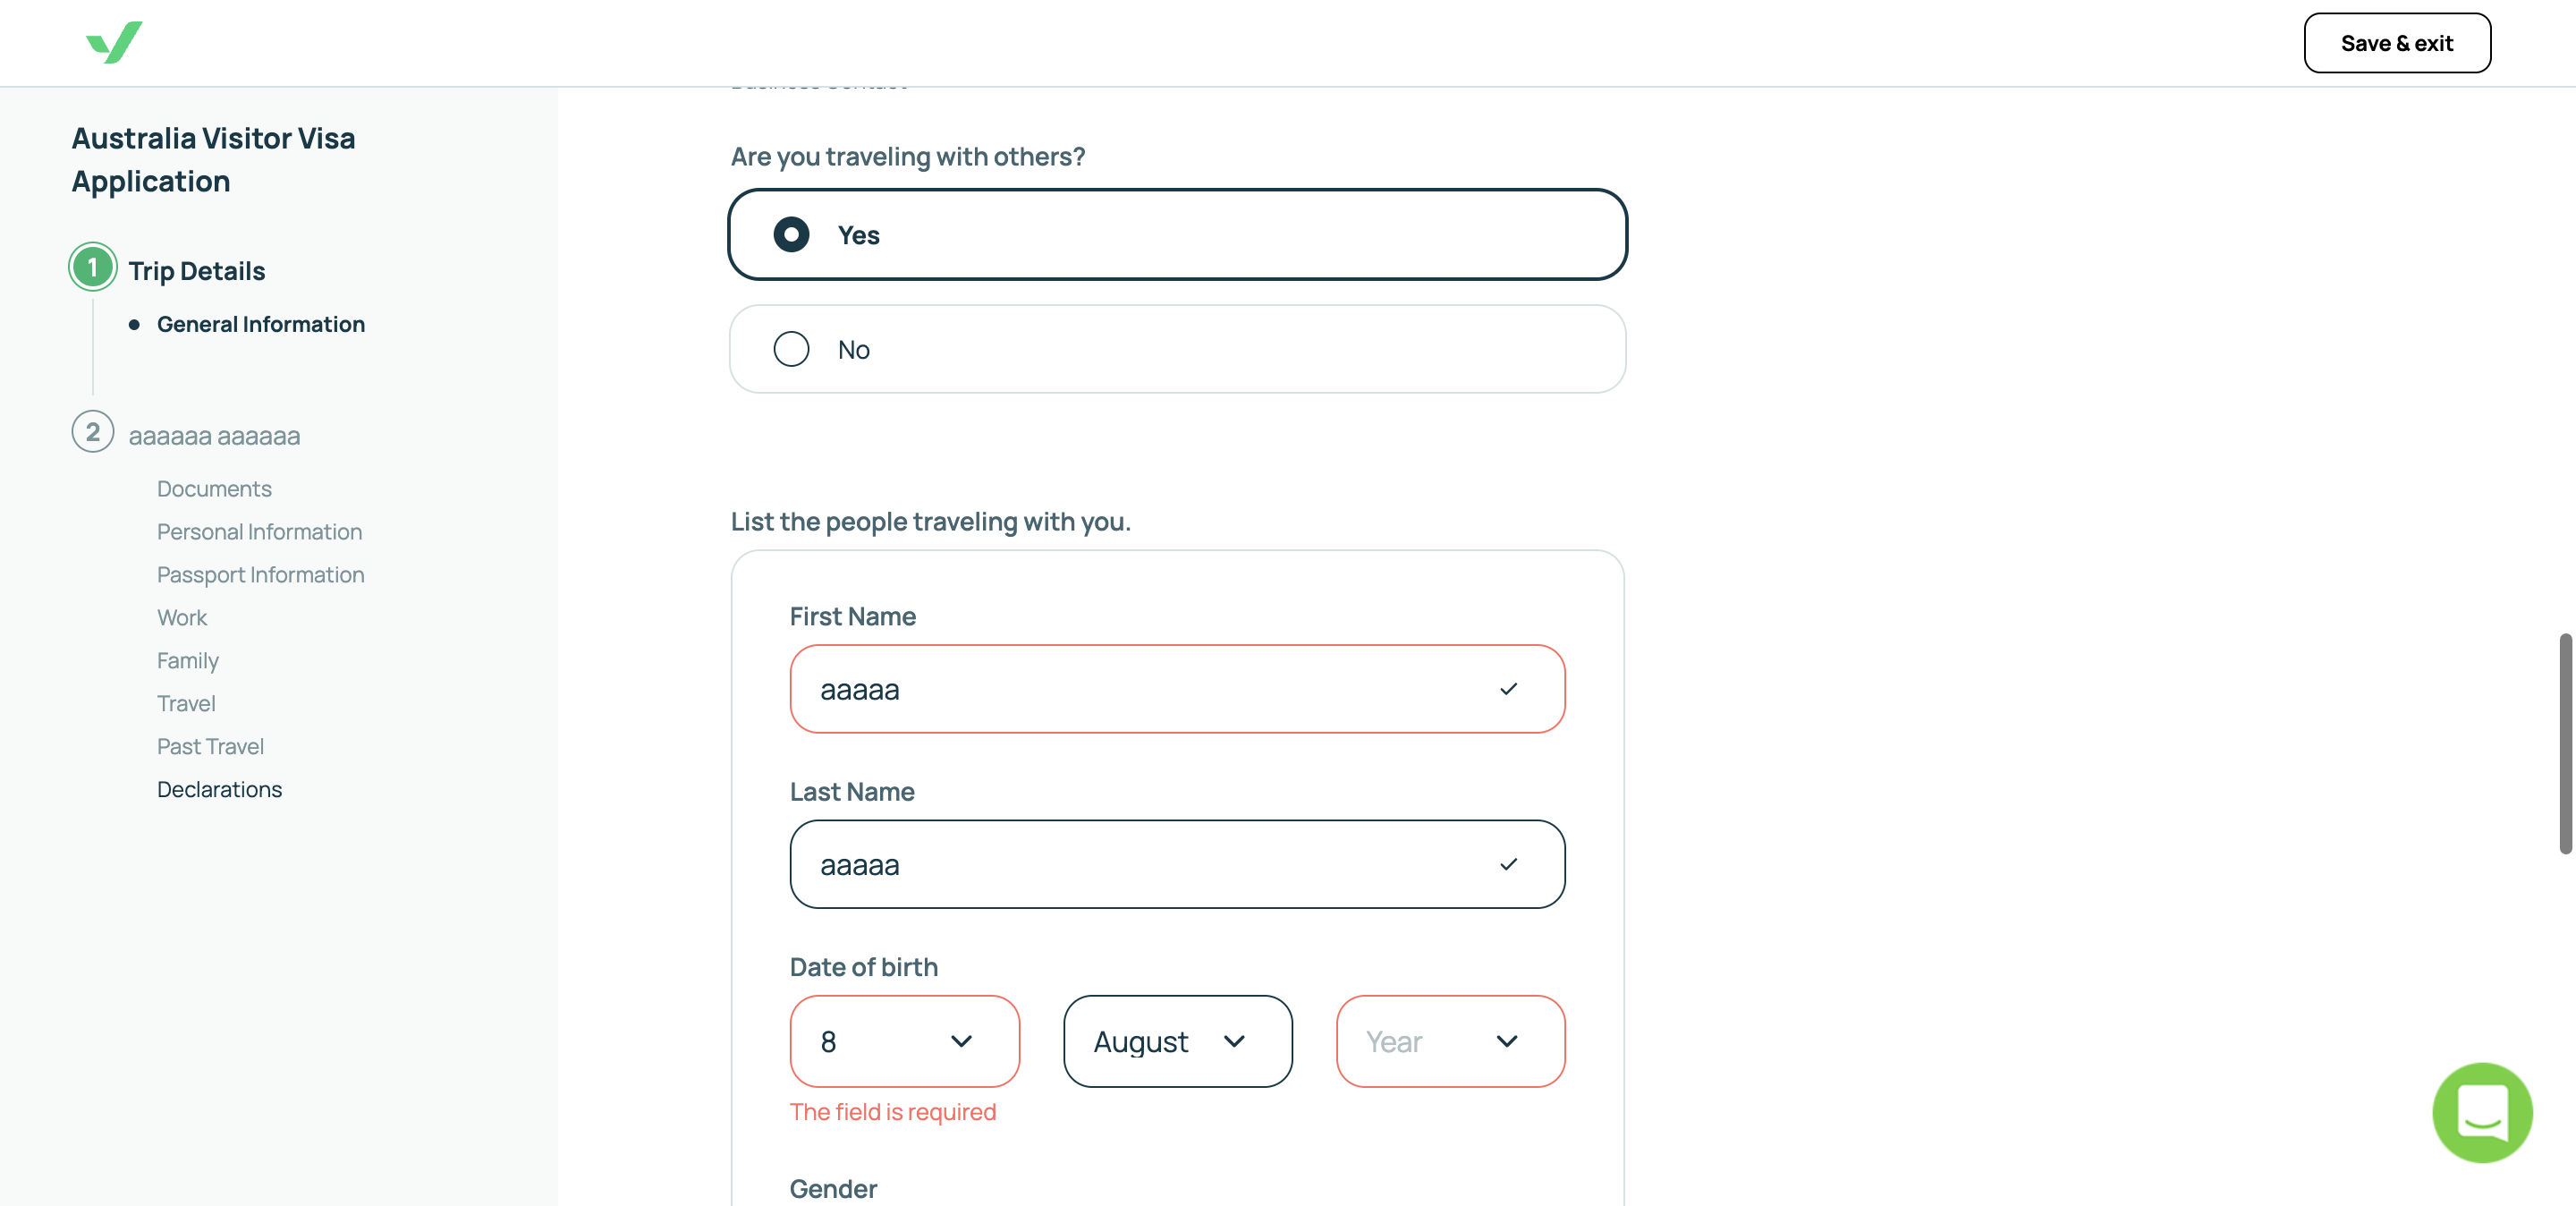 Save & exit
Australia Visitor Visa
Application
1 Trip Details
General Information
2 aaaaaa aaaaaa
Documents
Personal Information
Passport Information
Work
Family
Travel
Past Travel
Declarations
Are you traveling with others?
Yes
No
List the people traveling with you.
First Name
aaaaa
Last Name
aaaaa
Date of birth
8 August Year
The field is required
Gender